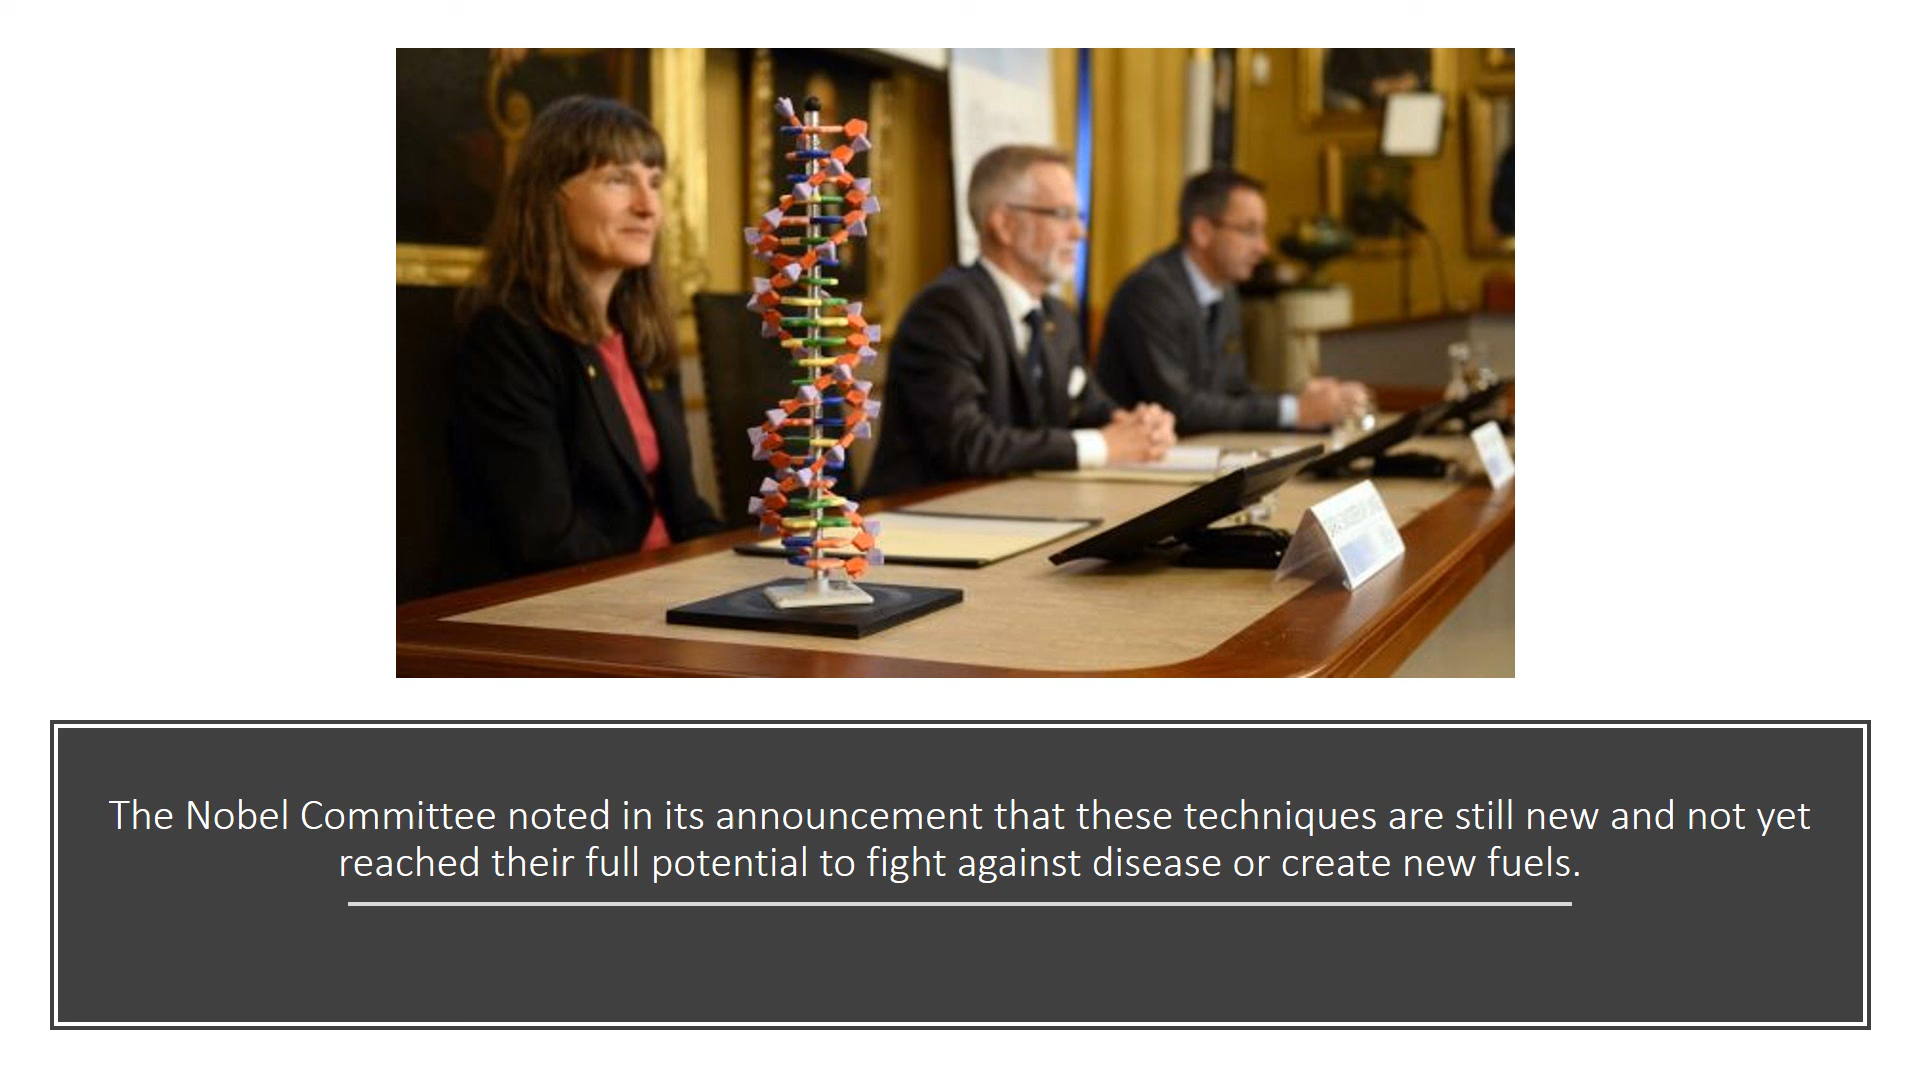 The Nobel Committee noted in its announcement that these techniques are still new and not yet
reached their full potential to fight against disease or create new fuels.